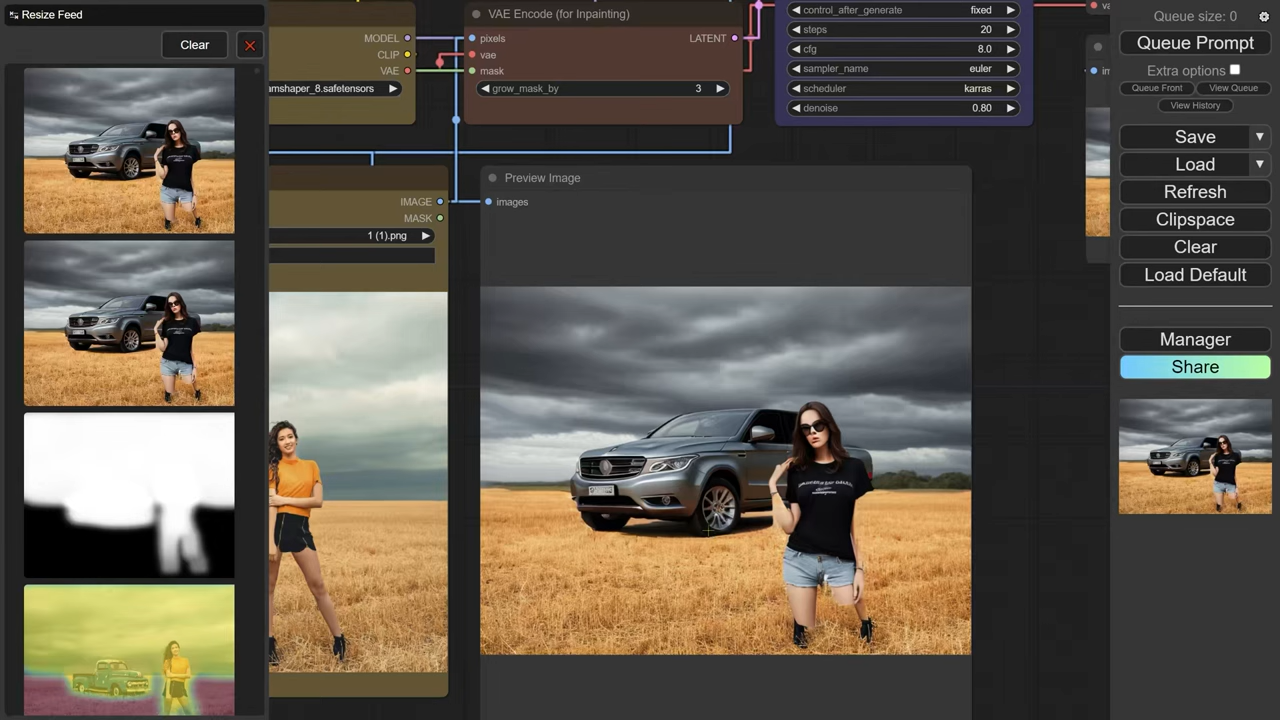 Resize Feed
Clear
MODEL
CLIP
VAE
amshaper_8.safetensors
IMAGE
MASK
1 (1).png
VAE Encode (for Inpainting)
pixels
LATENT
vae
mask
grow_mask_by 3
Preview Image
images
control_after_generate fixed
steps 20
cfg 8.0
sampler_name euler
scheduler karras
denoise 0.80
Queue size: 0
Queue Prompt
Extra options
Queue Front View Queue
View History
Save
Load
Refresh
Clipspace
Clear
Load Default
Manager
Share